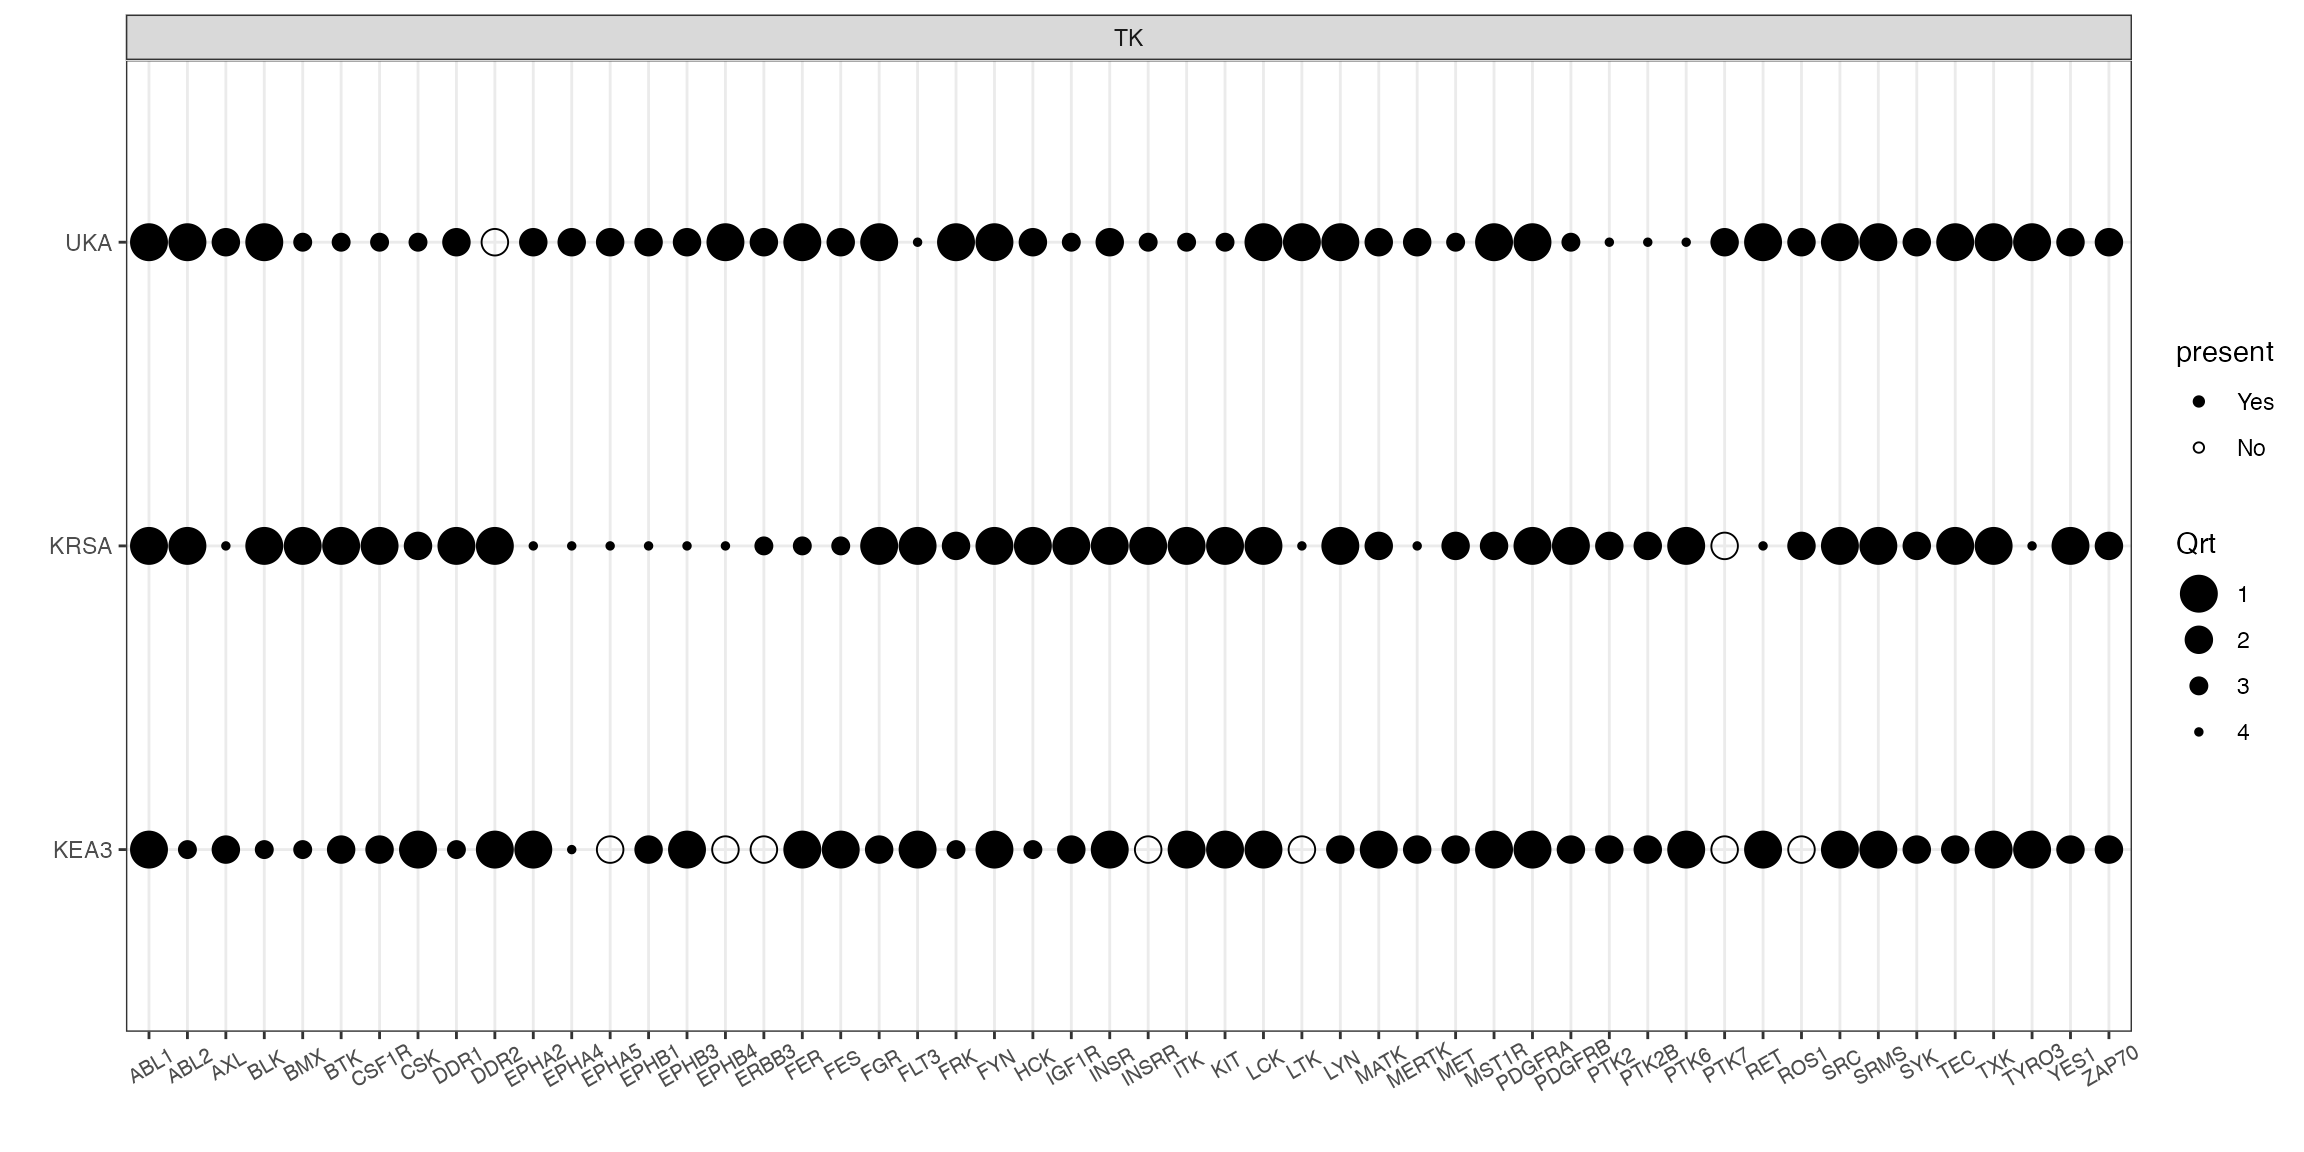 TK
UKA
KRSA
KEA3
ABL1
ABL2
AXL
BLK
BMX
BTK
CSF1R
CSK
DDR1
DDR2
EPHA2
EPHA4
EPHA5
EPHB1
EPHB3
EPHB4
ERBB3
FER
FES
FGR
FLT3
FRK
FYN
HCK
IGF1R
INSR
INSRR
ITK
KIT
LCK
LTK
LYN
MATK
MERTK
MET
MST1R
PDGFRA
PDGFRB
PTK2
PTK2B
PTK6
PTK7
RET
ROS1
SRC
SRMS
SYK
TEC
TXK
TYRO3
YES1
ZAP70
present
Yes
No
Qrt
1
2
3
4